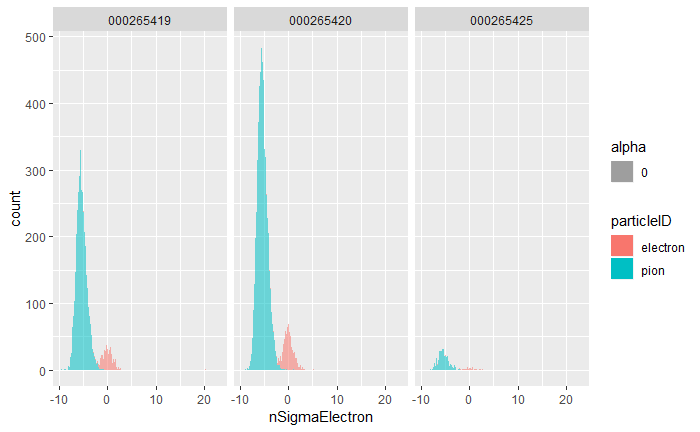 000265419 000265420 000265425
500
400
300
200
100
0
count
-10 0 10 20 -10 0 10 20 -10 0 10 20
nSigmaElectron
alpha
0
particleID
electron
pion